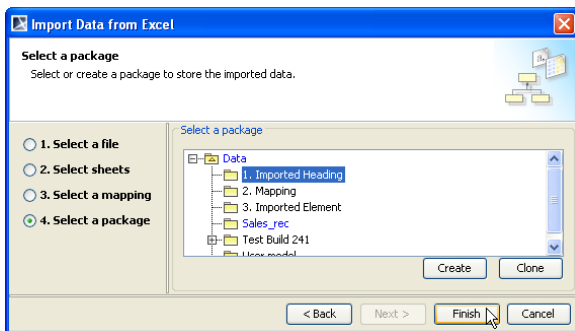 Import Data from Excel
Select a package
Select or create a package to store the imported data.
1. Select a file
2. Select sheets
3. Select a mapping
4. Select a package
Select a package
Data
1. Imported Heading
2. Mapping
3. Imported Element
Sales_rec
Test Build 241
User model
Create
Clone
< Back
Next >
Finish
Cancel